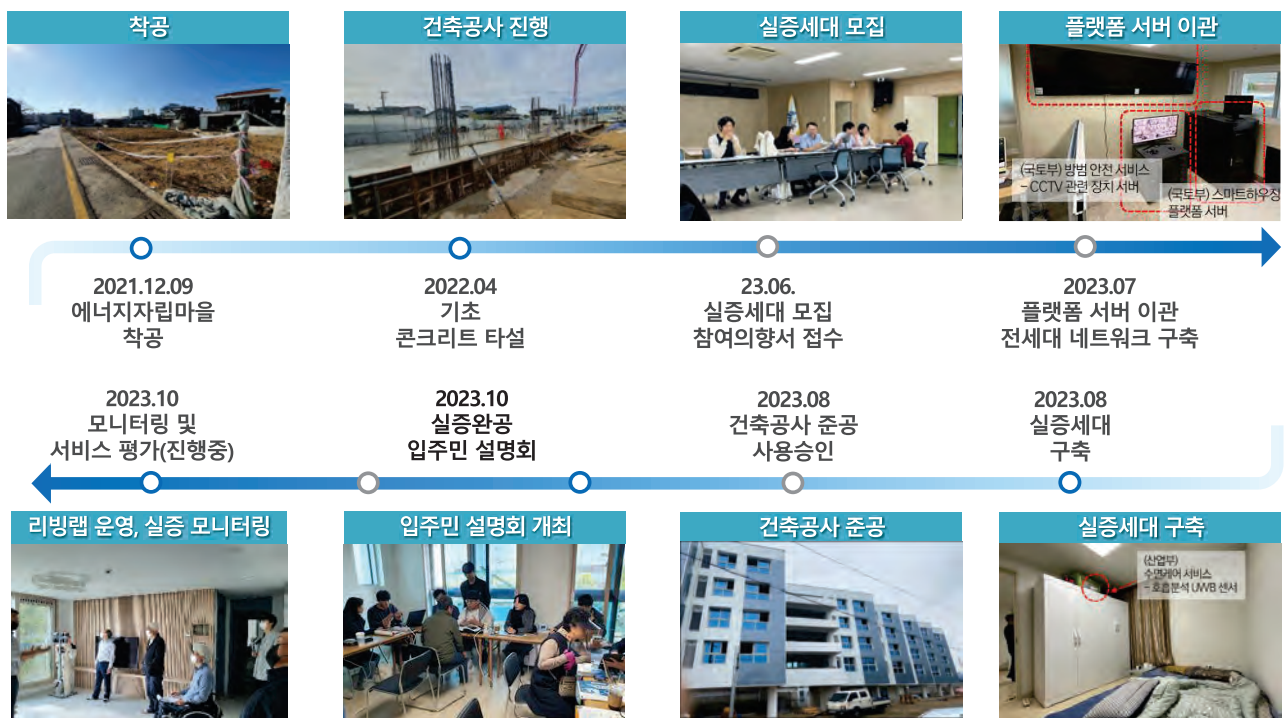 착공
건축공사 진행
실증세대 모집
플랫폼 서버 이관
(국토부) 방범 안전 서비스
- CCTV 관련 장치 서버
(국토부) 스마트하우징
플랫폼 서버
2021.12.09
에너지자립마을
착공
2022.04
기초
콘크리트 타설
23.06.
실증세대 모집
참여의향서 접수
2023.07
플랫폼 서버 이관
전세대 네트워크 구축
2023.10
모니터링 및
서비스 평가(진행중)
2023.10
실증완공
입주민 설명회
2023.08
건축공사 준공
사용승인
2023.08
실증세대
구축
리빙랩 운영, 실증 모니터링
입주민 설명회 개최
건축공사 준공
실증세대 구축
(산업부)
수면케어 서비스
- 호흡분석 UWB 센서